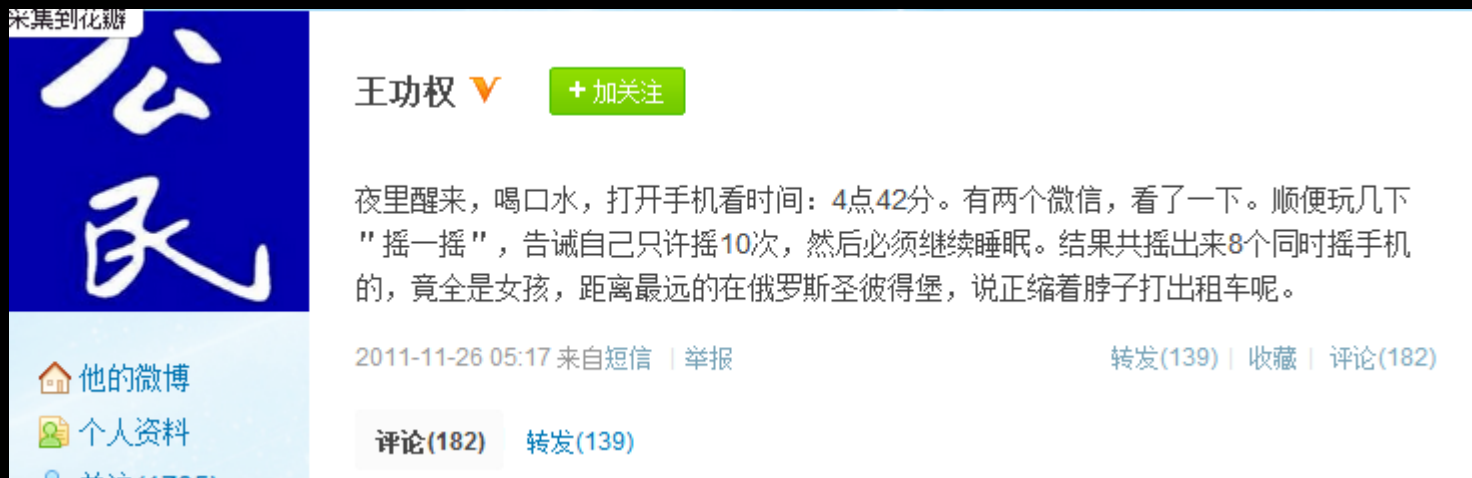 采集到花瓣
公
民
王功权
+加关注
夜里醒来，喝口水，打开手机看时间：4点42分。有两个微信，看了一下。顺便玩几下
"摇一摇"，告诫自己只许摇10次，然后必须继续睡眠。结果共摇出来8个同时摇手机
的，竟全是女孩，距离最远的在俄罗斯圣彼得堡，说正缩着脖子打出租车呢。
2011-11-26 05:17 来自短信 | 举报 转发(139) | 收藏 | 评论(182)
他的微博
个人资料
评论(182) 转发(139)